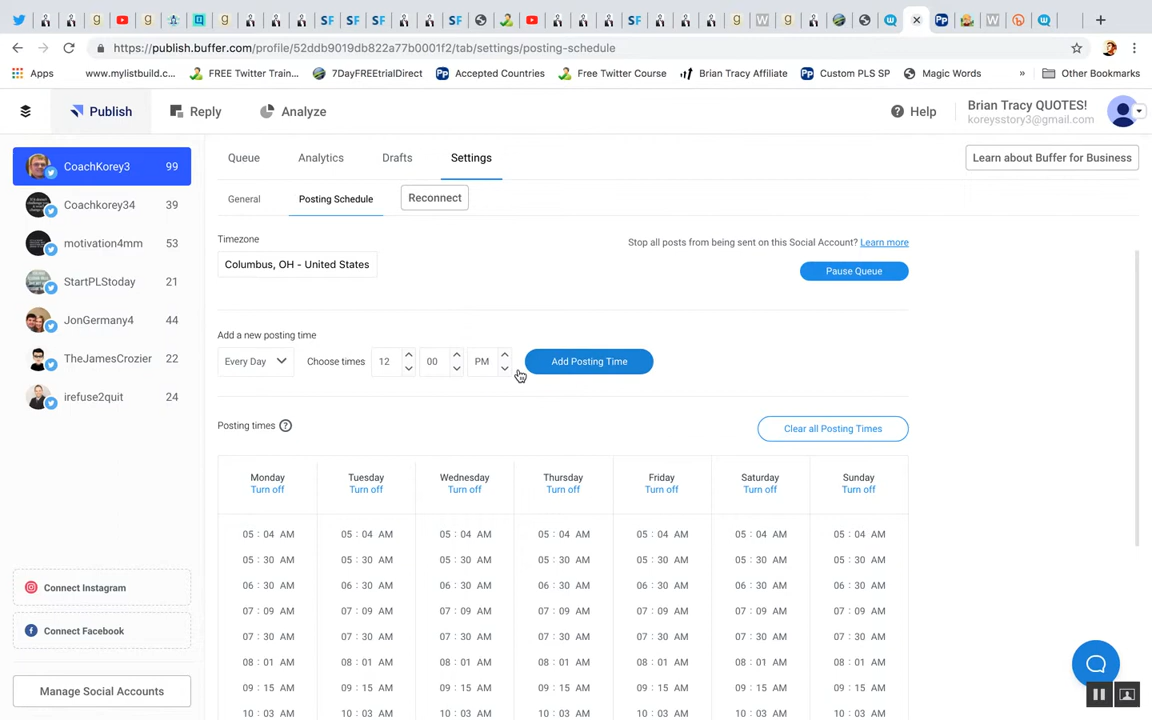 https://publish.buffer.com/profile/52ddb9019db822a77b0001f2/tab/settings/posting-schedule
Apps www.mylistbuild.c... FREE Twitter Train... 7DayFREEtrialDirect Accepted Countries Free Twitter Course Brian Tracy Affiliate Custom PLS SP Magic Words » Other Bookmarks
Publish Reply Analyze Help Brian Tracy QUOTES!
koreysstory3@gmail.com
CoachKorey3 99
Coachkorey34 39
motivation4mm 53
StartPLStoday 21
JonGermany4 44
TheJamesCrozier 22
irefuse2quit 24
Connect Instagram
Connect Facebook
Manage Social Accounts
Queue Analytics Drafts Settings Learn about Buffer for Business
General Posting Schedule Reconnect
Timezone
Columbus, OH - United States
Stop all posts from being sent on this Social Account? Learn more
Pause Queue
Add a new posting time
Every Day Choose times 12 00 PM Add Posting Time
Posting times ? Clear all Posting Times
Monday Tuesday Wednesday Thursday Friday Saturday Sunday
Turn off Turn off Turn off Turn off Turn off Turn off Turn off
05 : 04 AM 05 : 04 AM 05 : 04 AM 05 : 04 AM 05 : 04 AM 05 : 04 AM 05 : 04 AM
05 : 30 AM 05 : 30 AM 05 : 30 AM 05 : 30 AM 05 : 30 AM 05 : 30 AM 05 : 30 AM
06 : 30 AM 06 : 30 AM 06 : 30 AM 06 : 30 AM 06 : 30 AM 06 : 30 AM 06 : 30 AM
07 : 09 AM 07 : 09 AM 07 : 09 AM 07 : 09 AM 07 : 09 AM 07 : 09 AM 07 : 09 AM
07 : 30 AM 07 : 30 AM 07 : 30 AM 07 : 30 AM 07 : 30 AM 07 : 30 AM 07 : 30 AM
08 : 01 AM 08 : 01 AM 08 : 01 AM 08 : 01 AM 08 : 01 AM 08 : 01 AM 08 : 01 AM
09 : 15 AM 09 : 15 AM 09 : 15 AM 09 : 15 AM 09 : 15 AM 09 : 15 AM 09 : 15 AM
10 : 03 AM 10 : 03 AM 10 : 03 AM 10 : 03 AM 10 : 03 AM 10 : 03 AM 10 : 03 AM